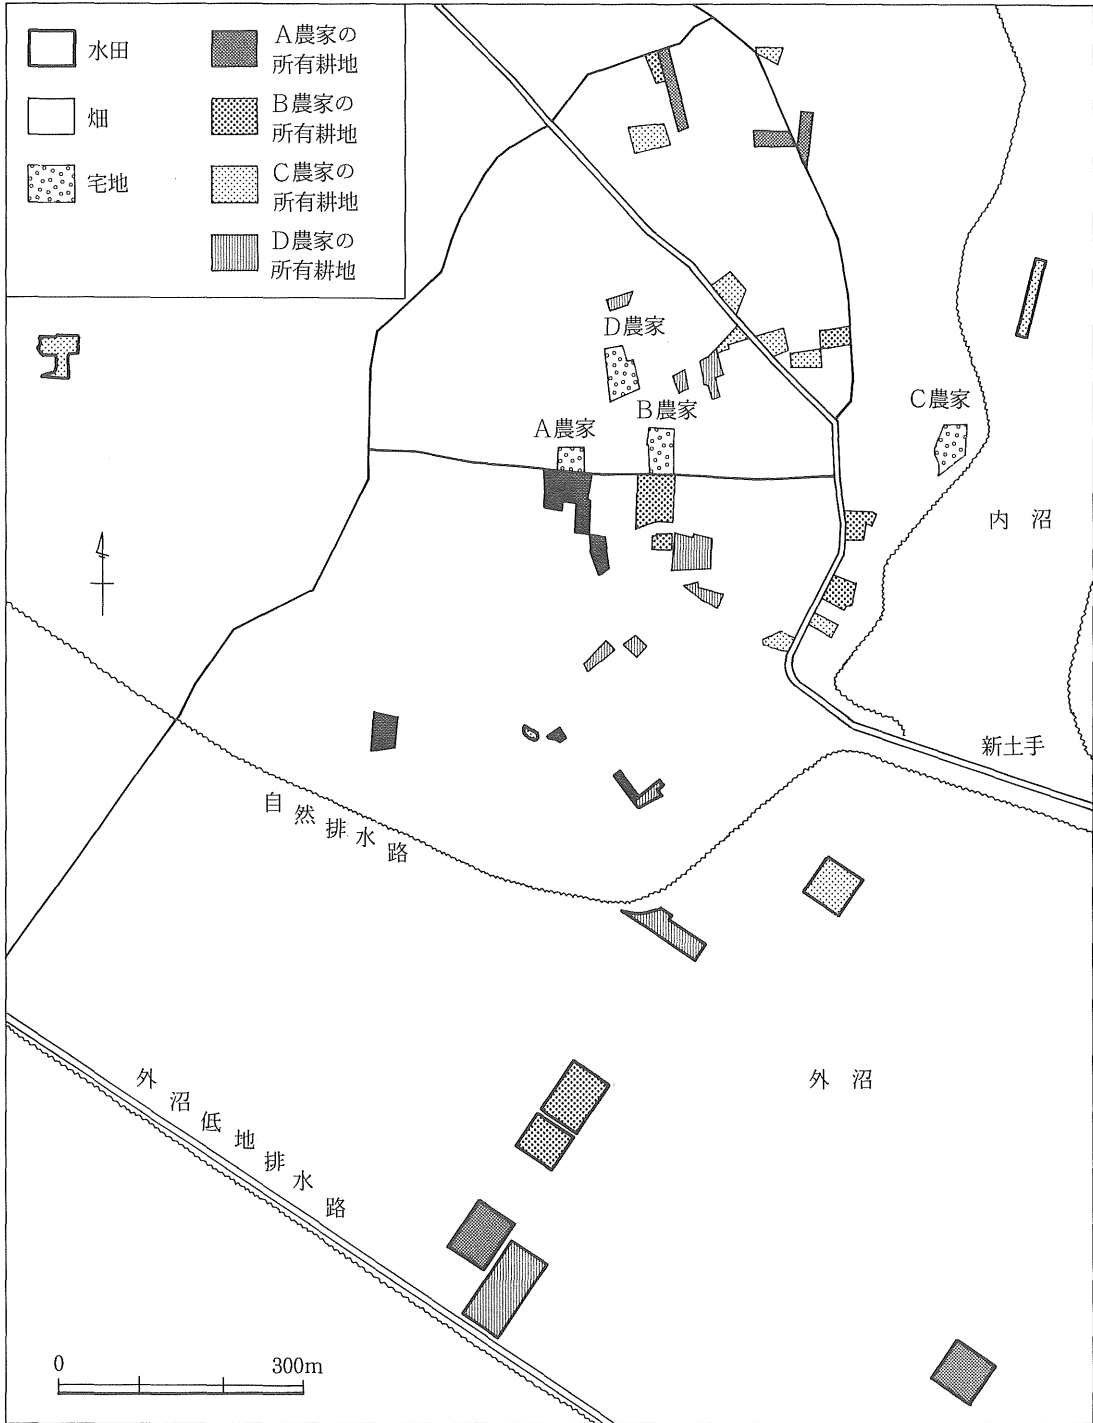 水田
畑
宅地
A農家の
所有耕地
B農家の
所有耕地
C農家の
所有耕地
D農家の
所有耕地
D農家
B農家
A農家
C農家
内沼
新土手
自然排水路
外沼
外沼低地排水路
0 300m